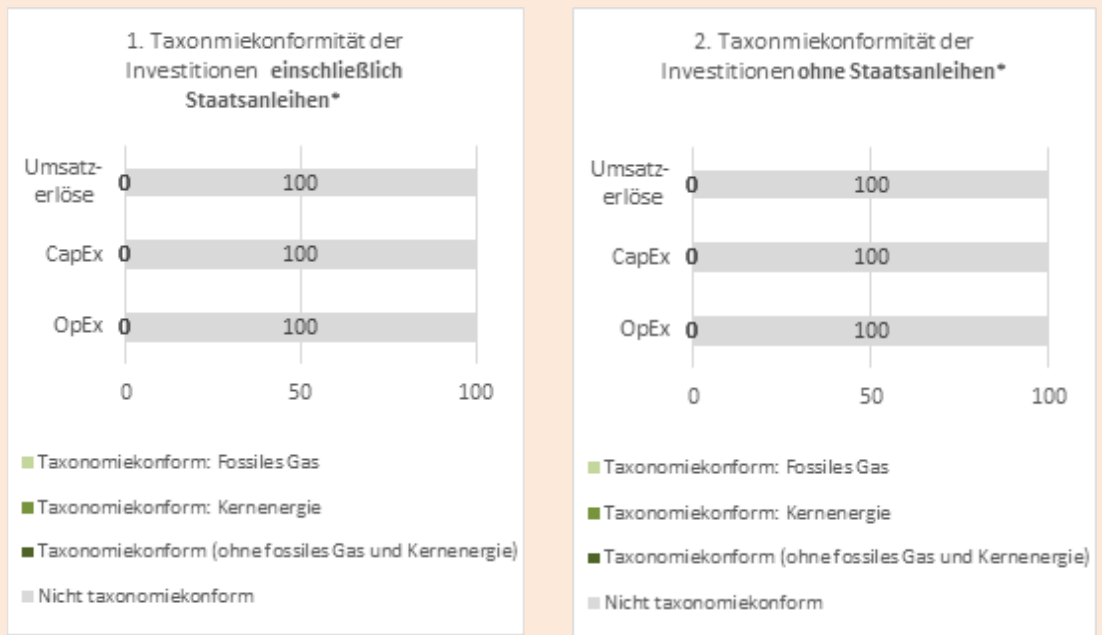 1. Taxonmiekonformität der
Investitionen einschließlich
Staatsanleihen*
Umsatz-
erlöse
0 100
CapEx 0 100
OpEx 0 100
0 50 100
Taxonomiekonform: Fossiles Gas
Taxonomiekonform: Kernenergie
Taxonomiekonform (ohne fossiles Gas und Kernenergie)
Nicht taxonomiekonform
2. Taxonmiekonformität der
Investitionen ohne Staatsanleihen*
Umsatz-
erlöse
0 100
CapEx 0 100
OpEx 0 100
0 50 100
Taxonomiekonform: Fossiles Gas
Taxonomiekonform: Kernenergie
Taxonomiekonform (ohne fossiles Gas und Kernenergie)
Nicht taxonomiekonform